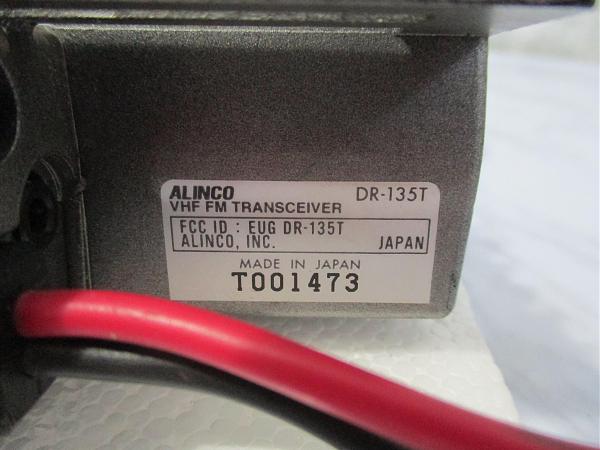 ALINCO DR-135T
VHF FM TRANSCEIVER
FCC ID : EUG DR-135T
ALINCO, INC. JAPAN
MADE IN JAPAN
T001473